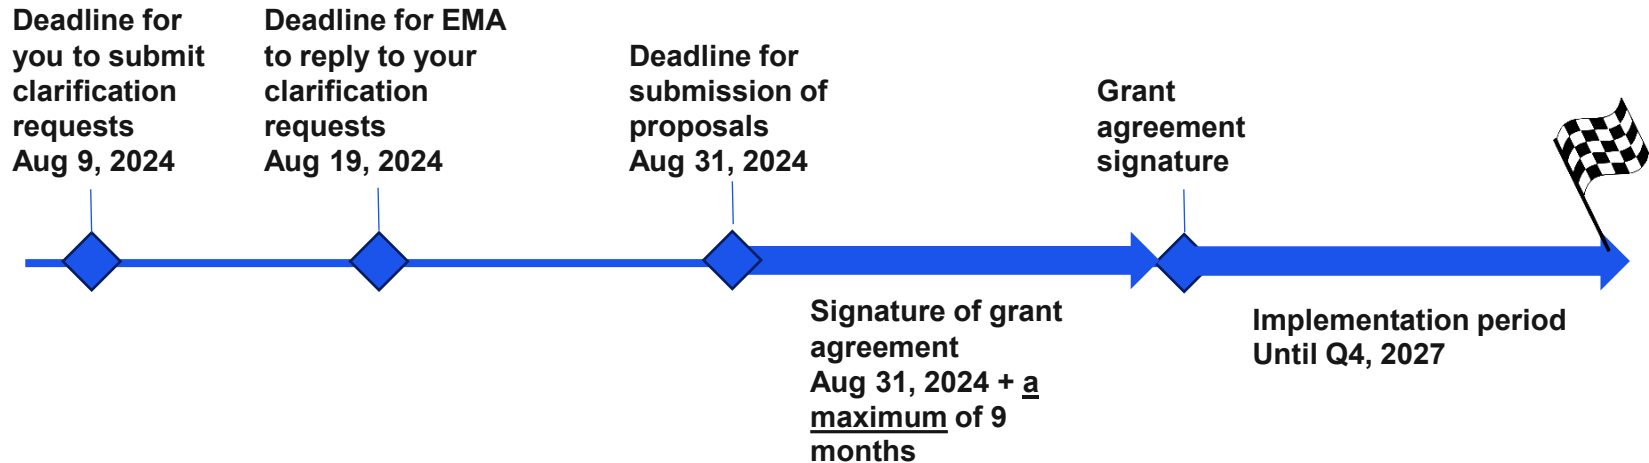 Deadline for
you to submit
clarification
requests
Aug 9, 2024
Deadline for EMA
to reply to your
clarification
requests
Aug 19, 2024
Deadline for
submission of
proposals
Aug 31, 2024
Grant
agreement
signature
Signature of grant
agreement
Aug 31, 2024 + a
maximum of 9
months
Implementation period
Until Q4, 2027